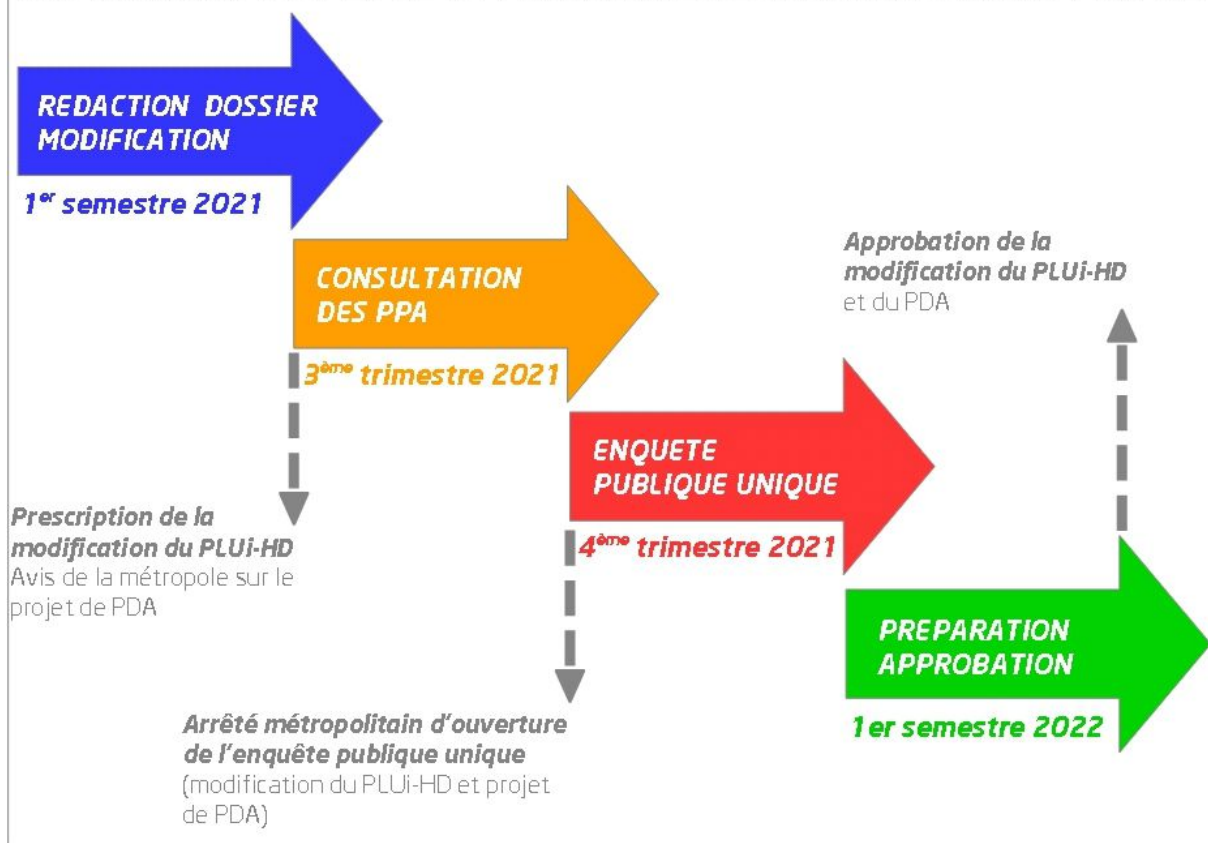 REDACTION DOSSIER
MODIFICATION
1er semestre 2021
CONSULTATION
DES PPA
3ème trimestre 2021
Approbation de la
modification du PLUi-HD
et du PDA
ENQUETE
PUBLIQUE UNIQUE
4ème trimestre 2021
Prescription de la
modification du PLUi-HD
Avis de la métropole sur le
projet de PDA
PREPARATION
APPROBATION
1er semestre 2022
Arrêté métropolitain d'ouverture
de l'enquête publique unique
(modification du PLUi-HD et projet
de PDA)